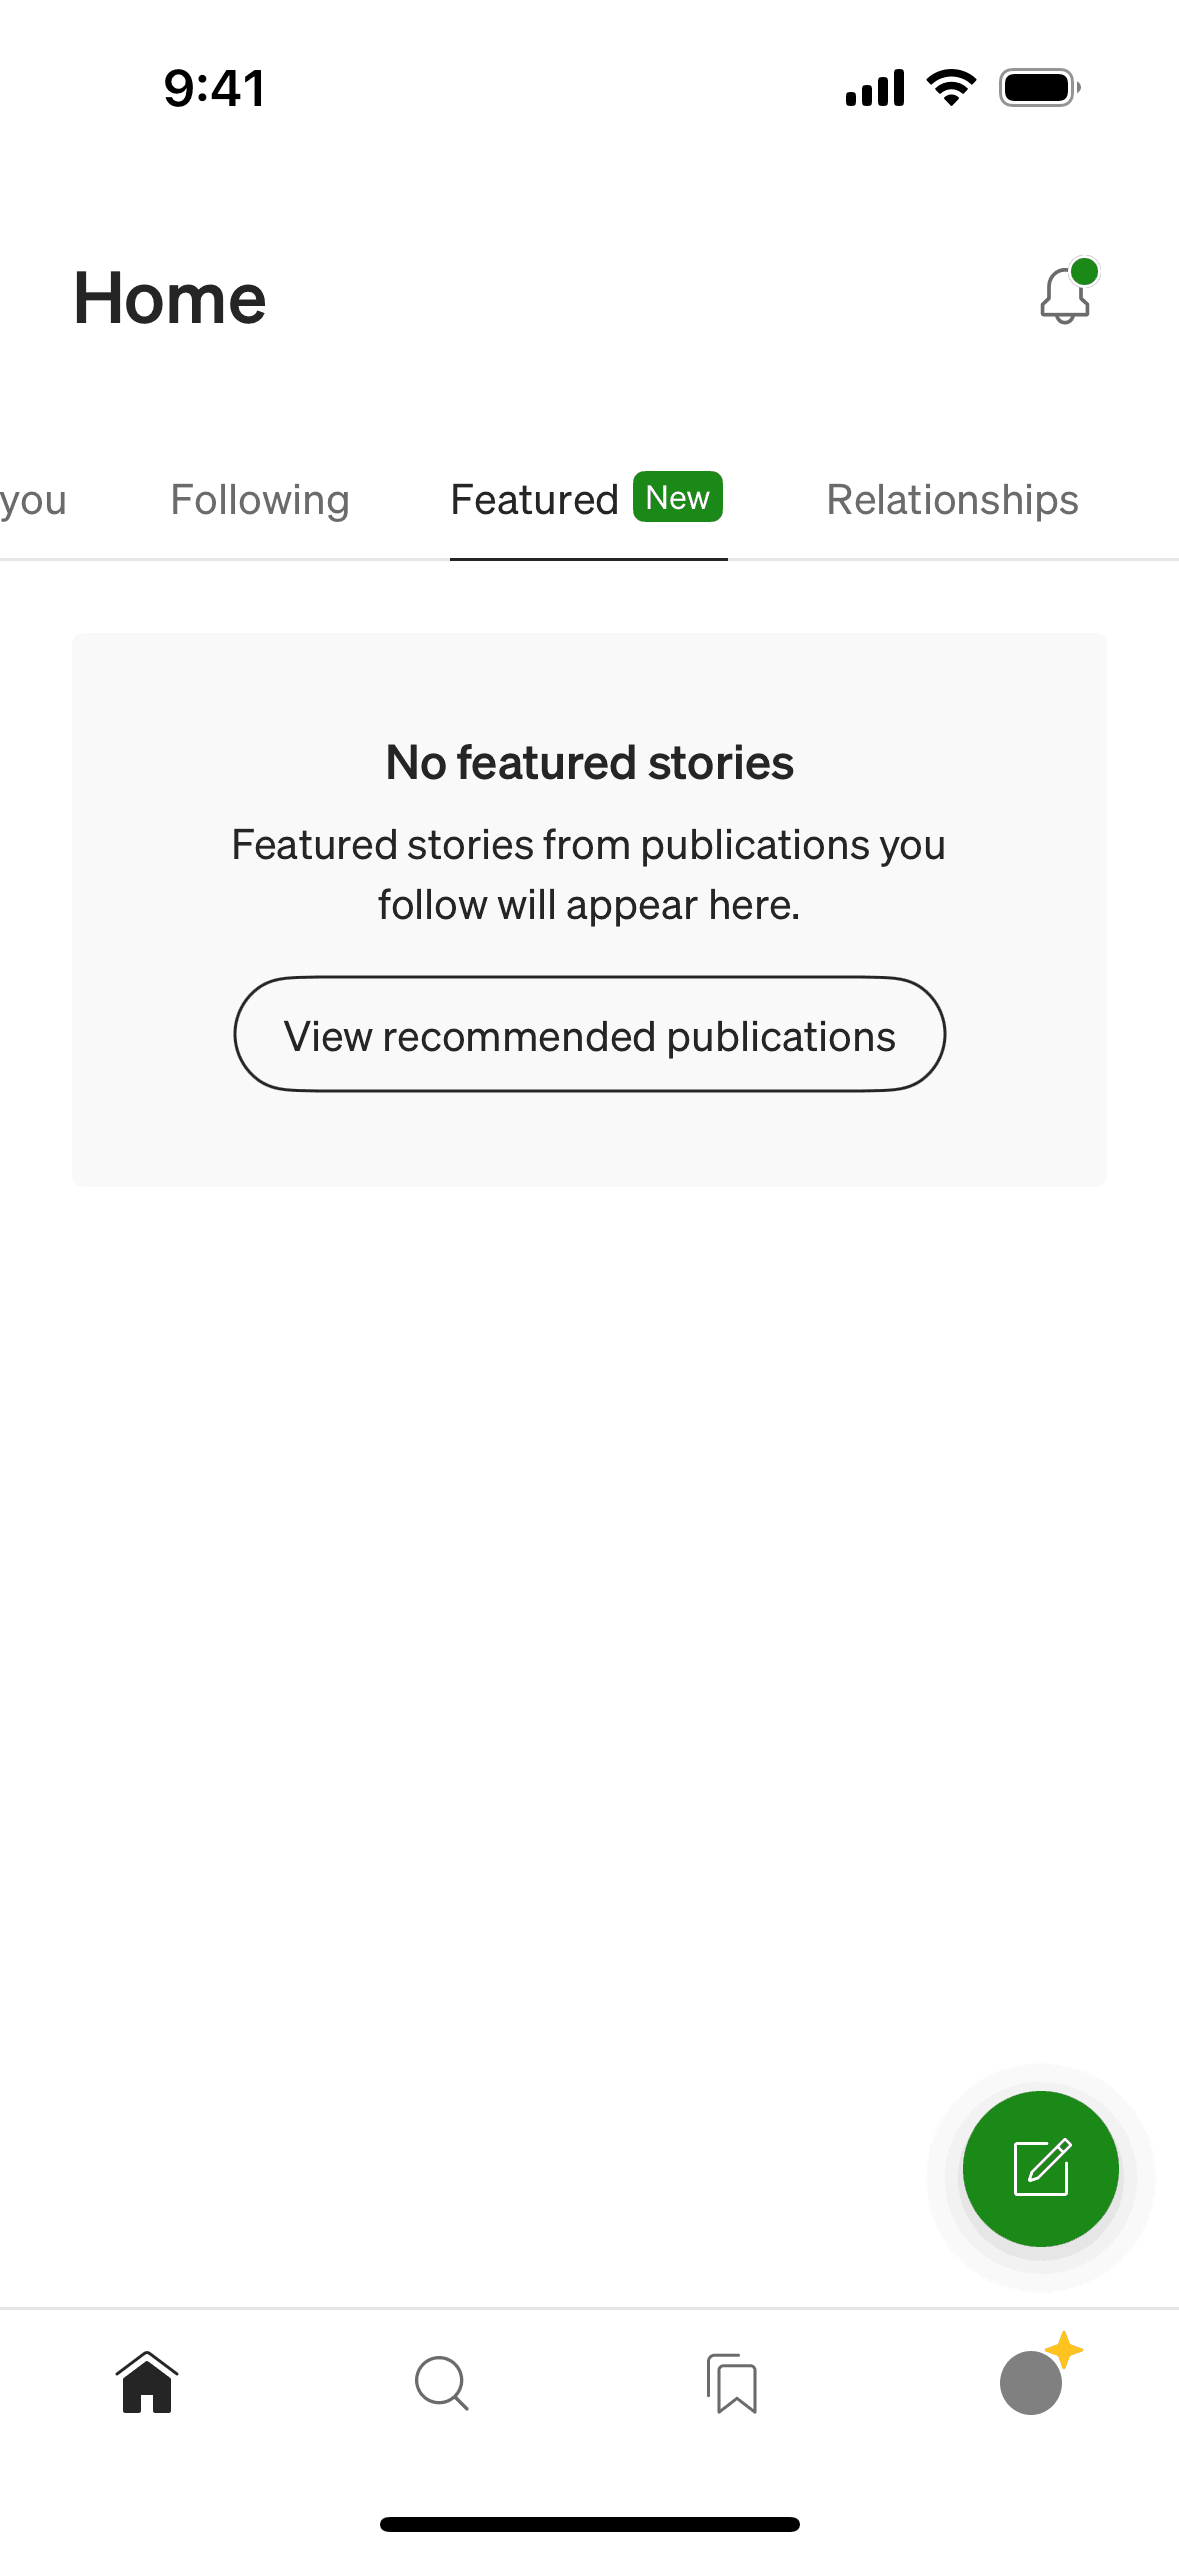 9:41
Home
you Following Featured New Relationships
No featured stories
Featured stories from publications you
follow will appear here.
View recommended publications